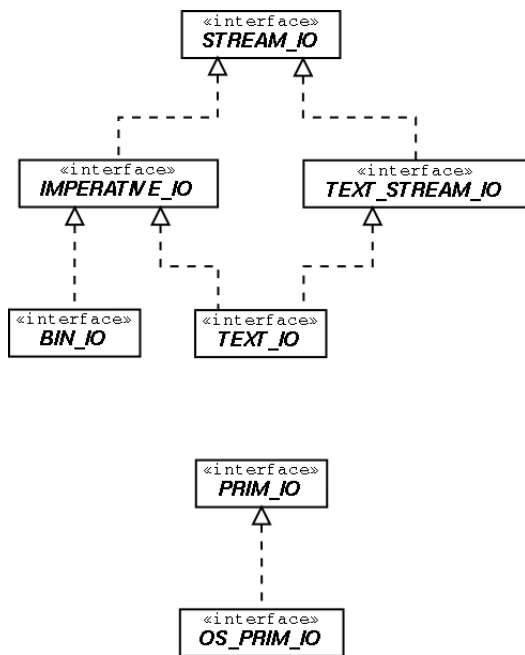 «interface»
STREAM_IO
«interface»
IMPERATIVE_IO
«interface»
TEXT_STREAM_IO
«interface»
BIN_IO
«interface»
TEXT_IO
«interface»
PRIM_IO
«interface»
OS_PRIM_IO